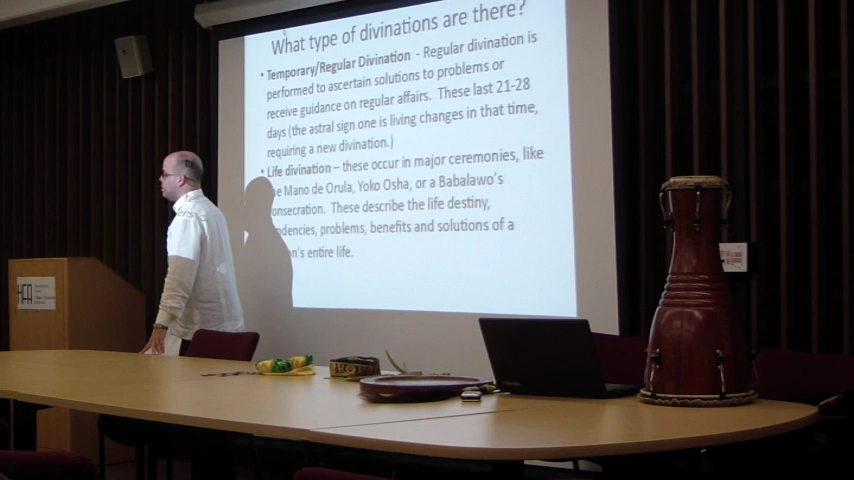 What type of divinations are there?
• Temporary/Regular Divination - Regular divination is
performed to ascertain solutions to problems or
receive guidance on regular affairs. These last 21-28
days (the astral sign one is living changes in that time,
requiring a new divination.)
• Life divination – these occur in major ceremonies, like
Mano de Orula, Yoko Osha, or a Babalawo's
onsecration. These describe the life destiny,
ndencies, problems, benefits and solutions of a
n's entire life.
HFA